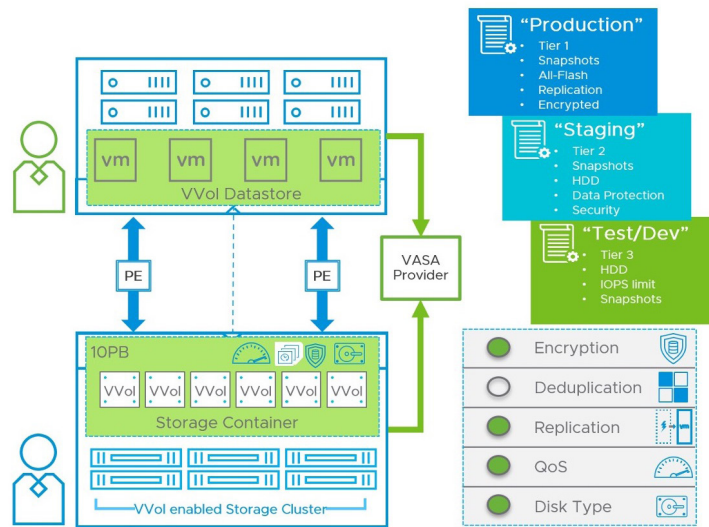 vm vm vm vm
VVol Datastore
PE
PE
VASA
Provider
10PB
VVol VVol VVol VVol VVol VVol
Storage Container
VVol enabled Storage Cluster
“Production”
• Tier 1
• Snapshots
• All-Flash
• Replication
• Encrypted
“Staging”
• Tier 2
• Snapshots
• HDD
• Data Protection
• Security
“Test/Dev”
• Tier 3
• HDD
• IOPS limit
• Snapshots
Encryption
Deduplication
Replication
vm
QoS
Disk Type